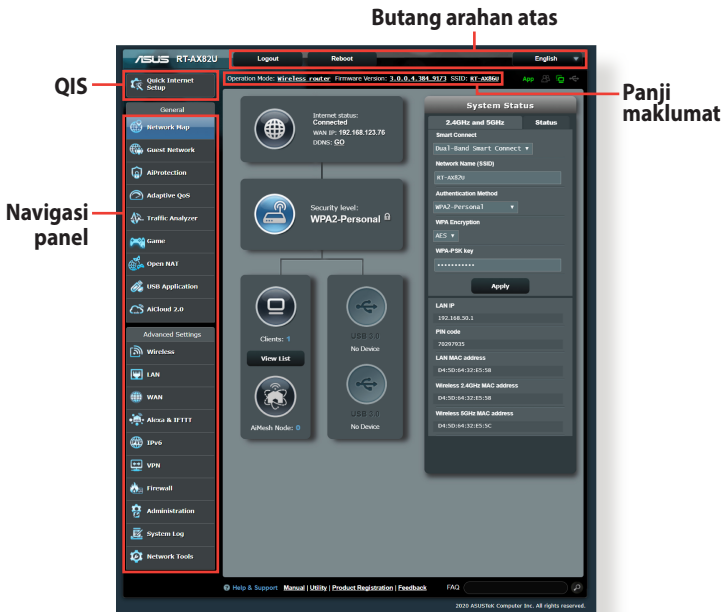 Butang arahan atas
QIS
Navigasi
panel
Panji
maklumat
ASUS RT-AX82U
Logout
Reboot
English
Quick Internet
Setup
Operation Mode: Wireless router Firmware Version: 3.0.0.4.384_9173 SSID: RT-AX86U
App
General
Network Map
Guest Network
AiProtection
Adaptive QoS
Traffic Analyzer
Game
Open NAT
USB Application
AiCloud 2.0
Advanced Settings
Wireless
LAN
WAN
Alexa & IFTTT
IPv6
VPN
Firewall
Administration
System Log
Network Tools
Internet status:
Connected
WAN IP: 192.168.123.76
DDNS: GO
Security level:
WPA2-Personal
Clients: 1
View List
AiMesh Node: 0
USB 3.0
No Device
USB 3.0
No Device
System Status
2.4GHz and 5GHz
Status
Smart Connect
Dual-Band Smart Connect
Network Name (SSID)
RT-AX82U
Authentication Method
WPA2-Personal
WPA Encryption
AES
WPA-PSK key
•••••••••••
Apply
LAN IP
192.168.50.1
PIN code
70297935
LAN MAC address
D4:5D:64:32:E5:58
Wireless 2.4GHz MAC address
D4:5D:64:32:E5:58
Wireless 5GHz MAC address
D4:5D:64:32:E5:5C
Help & Support Manual | Utility | Product Registration | Feedback FAQ
2020 ASUSTeK Computer Inc. All rights reserved.